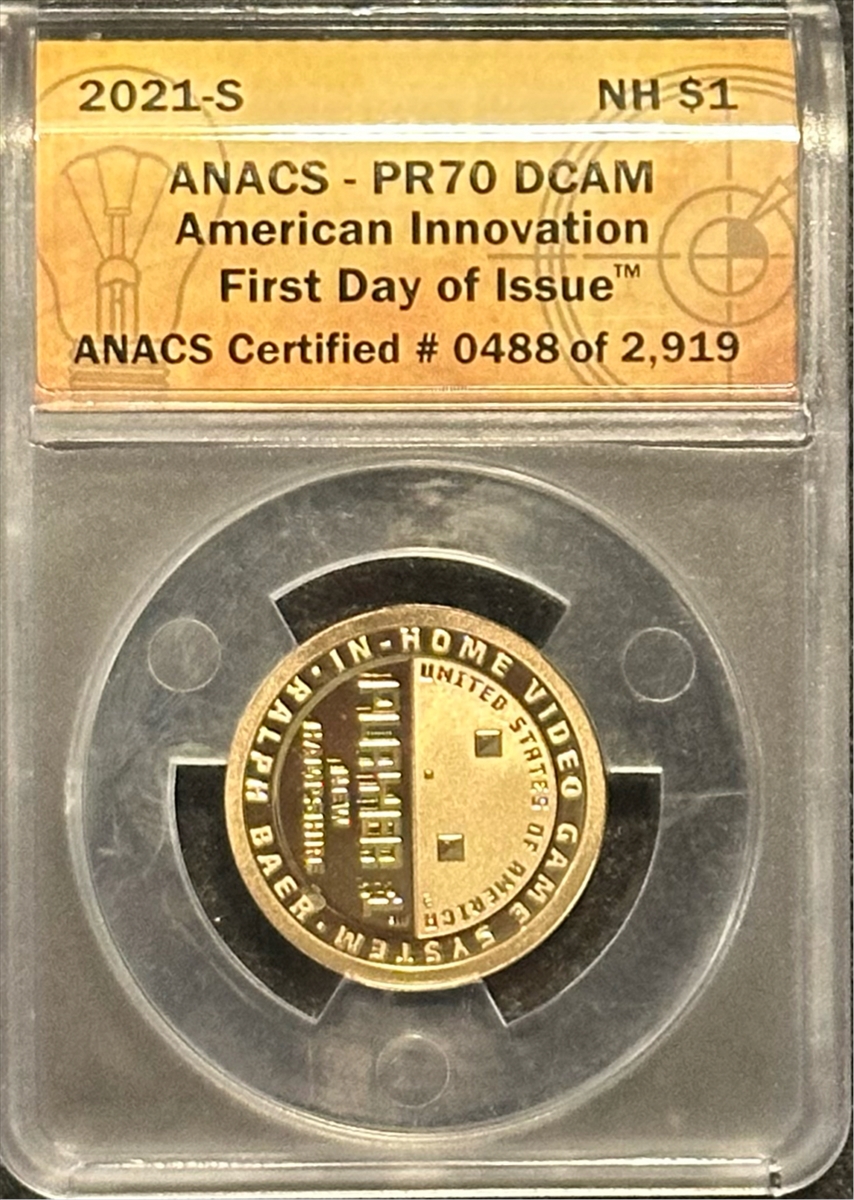 2021-S NH $1
ANACS - PR70 DCAM
American Innovation
First Day of Issue™
ANACS Certified # 0488 of 2,919
IN-HOME VIDEO GAME SYSTEM · RALPH BAER ·
UNITED STATES OF AMERICA
NEW
HAMPSHIRE